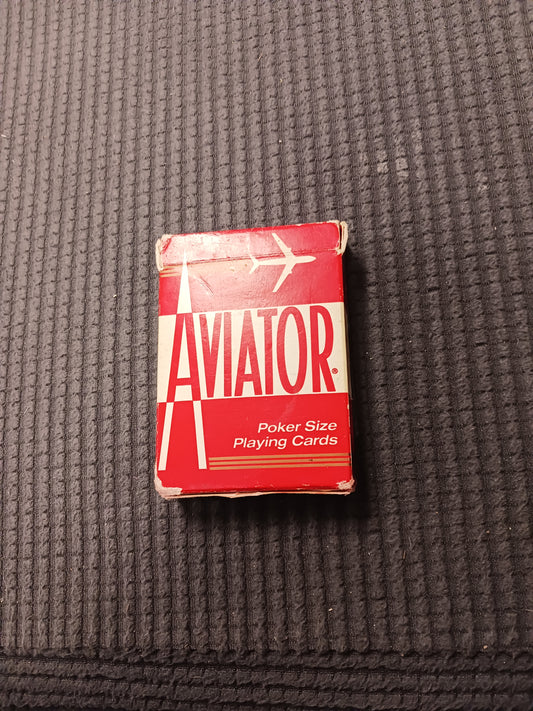 AVIATOR®
Poker Size
Playing Cards